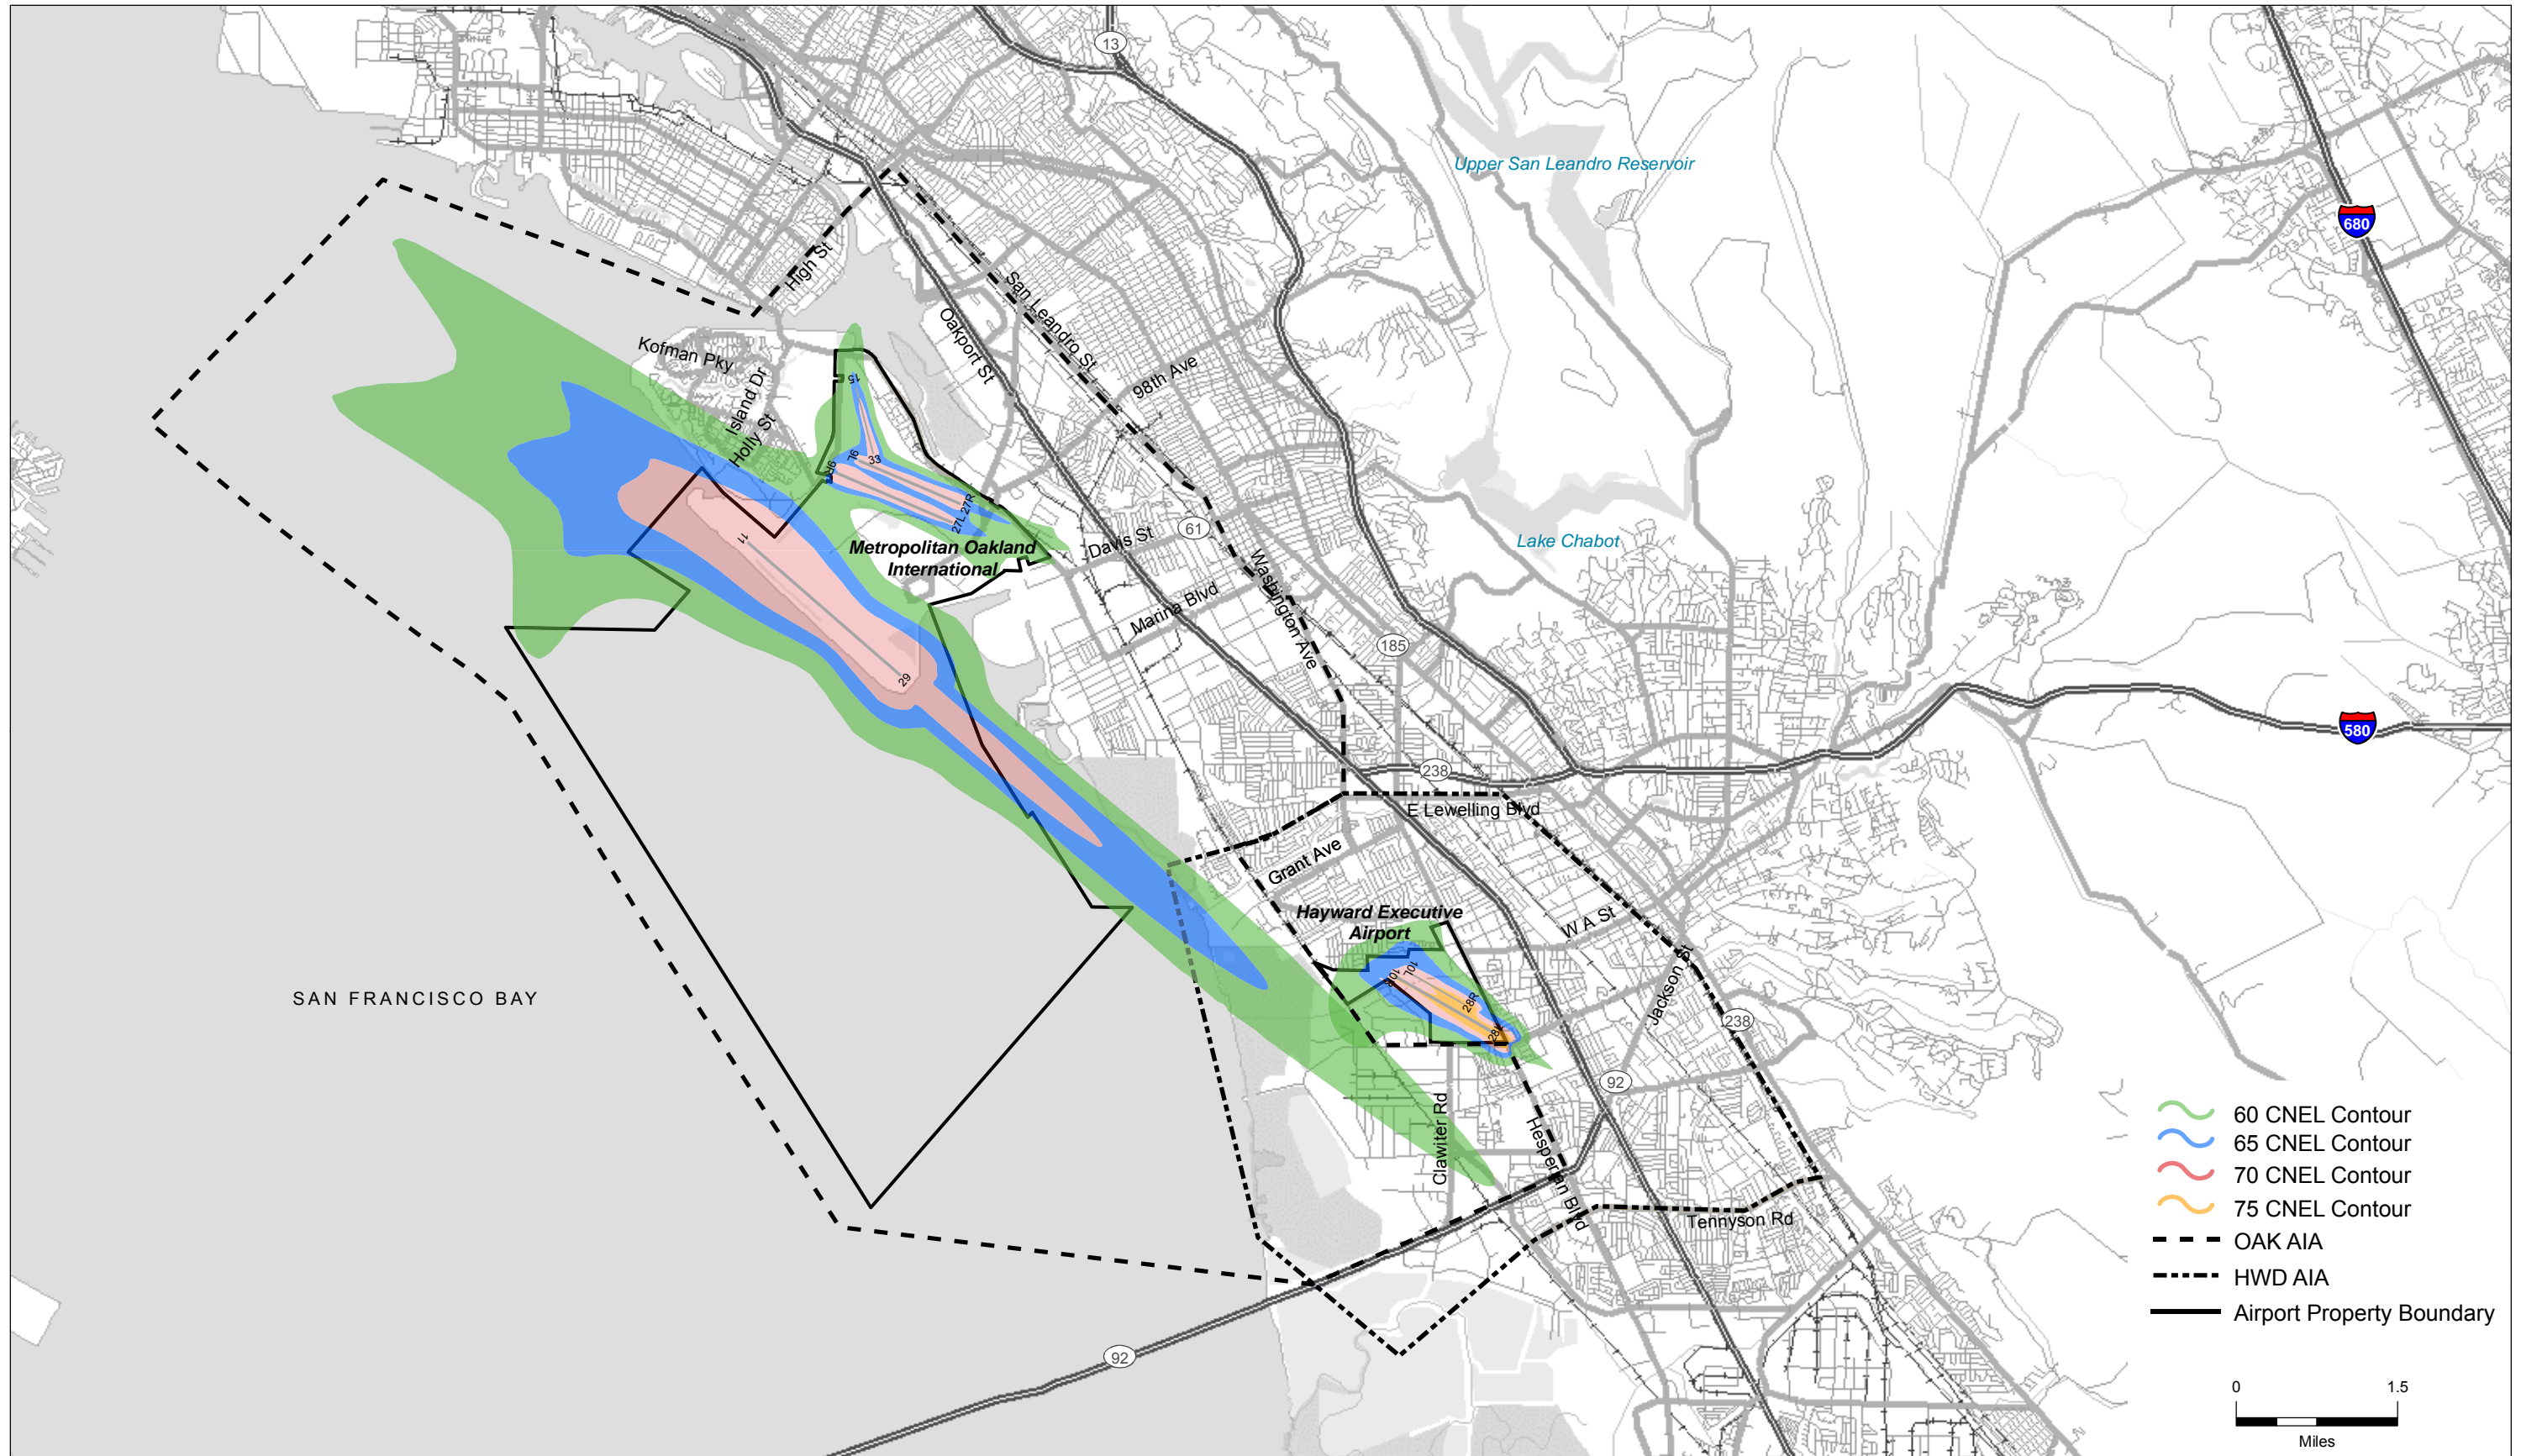 13
Upper San Leandro Reservoir
680
High St
San Leandro St
Oakport St
Kofman Pky
Island Dr
Holly St
98th Ave
15
33
9L
9R
27R
27L
11
29
Metropolitan Oakland
International
Davis St
61
Marina Blvd
Washington Ave
185
Lake Chabot
580
238
E Lewelling Blvd
Grant Ave
Hayward Executive
Airport
W A St
10L
10R
28R
28L
Jackson St
238
SAN FRANCISCO BAY
92
Clawiter Rd
Hesperian Blvd
Tennyson Rd
92
60 CNEL Contour
65 CNEL Contour
70 CNEL Contour
75 CNEL Contour
OAK AIA
HWD AIA
Airport Property Boundary
0 1.5
Miles